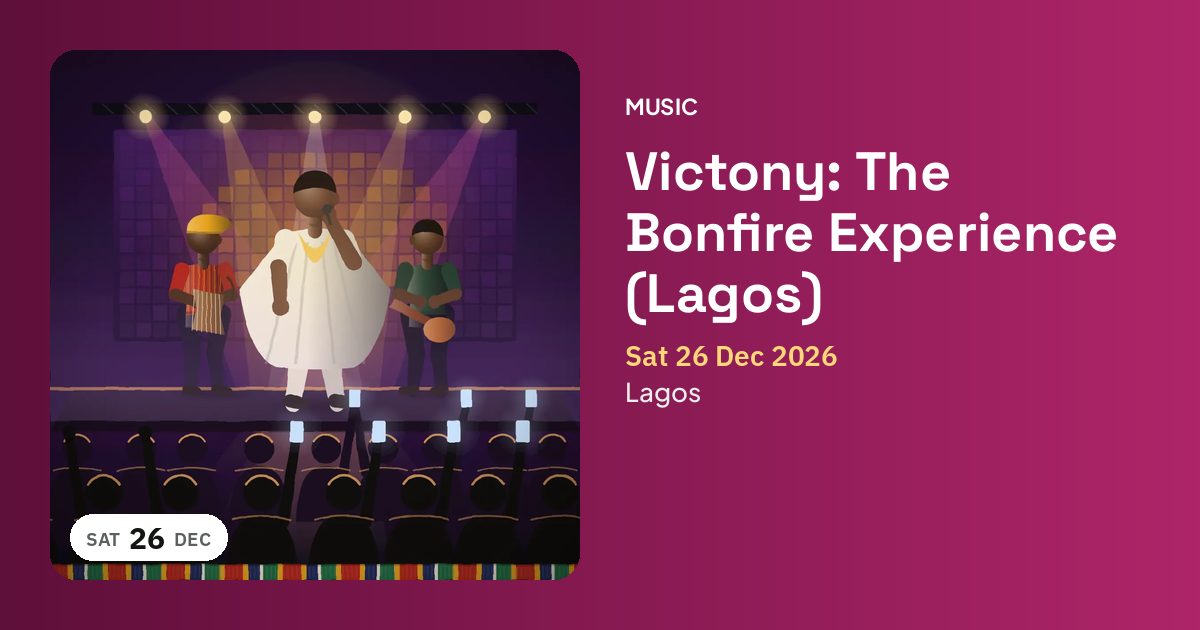 MUSIC
Victony: The
Bonfire Experience
(Lagos)
Sat 26 Dec 2026
Lagos
SAT 26 DEC